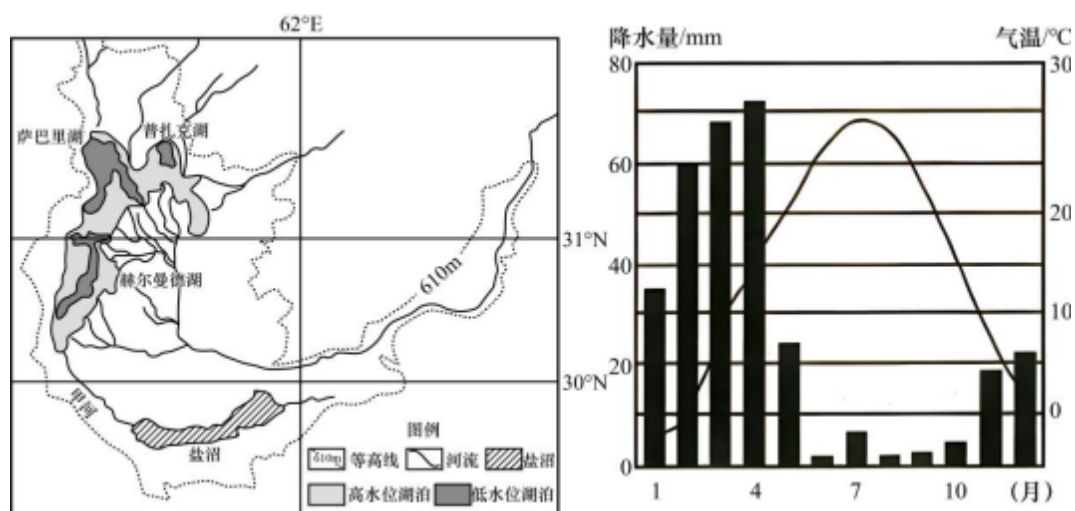 62°E
萨巴里湖
普扎克湖
31°N
赫尔曼德湖
610m
30°N
甲河
盐沼
图例
610m 等高线 河流 盐沼
高水位湖泊 低水位湖泊
降水量/mm 气温/°C
80 30
60
20
40
10
20
0
0
1 4 7 10 (月)